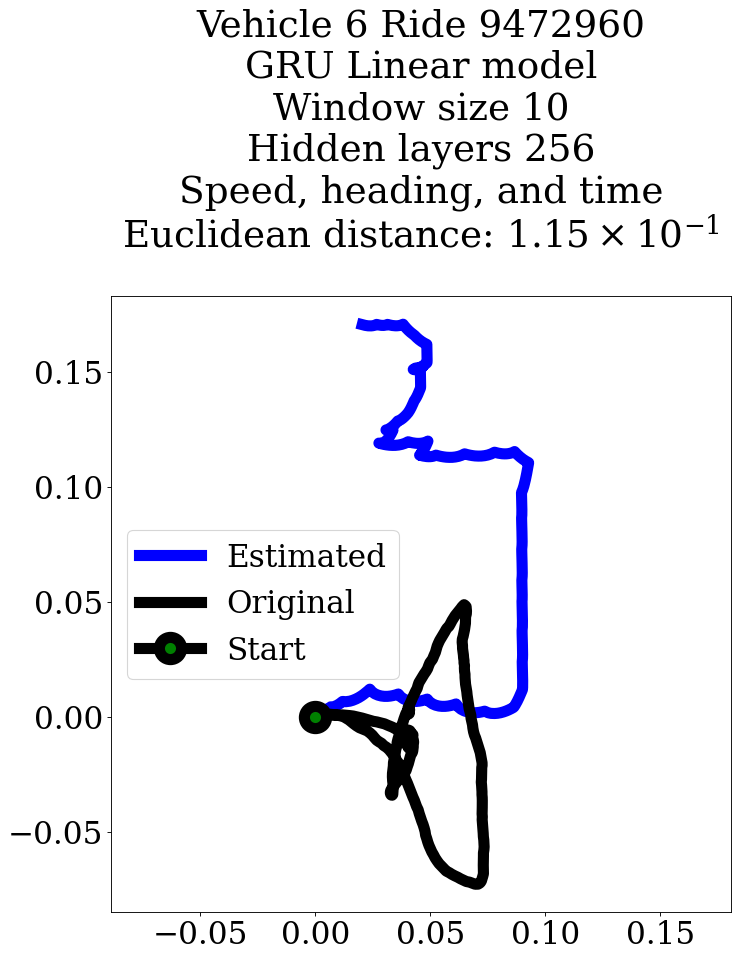 Vehicle 6 Ride 9472960
GRU Linear model
Window size 10
Hidden layers 256
Speed, heading, and time
Euclidean distance: 1.15 × 10⁻¹
0.15
0.10
0.05
0.00
−0.05
Estimated
Original
Start
−0.05 0.00 0.05 0.10 0.15